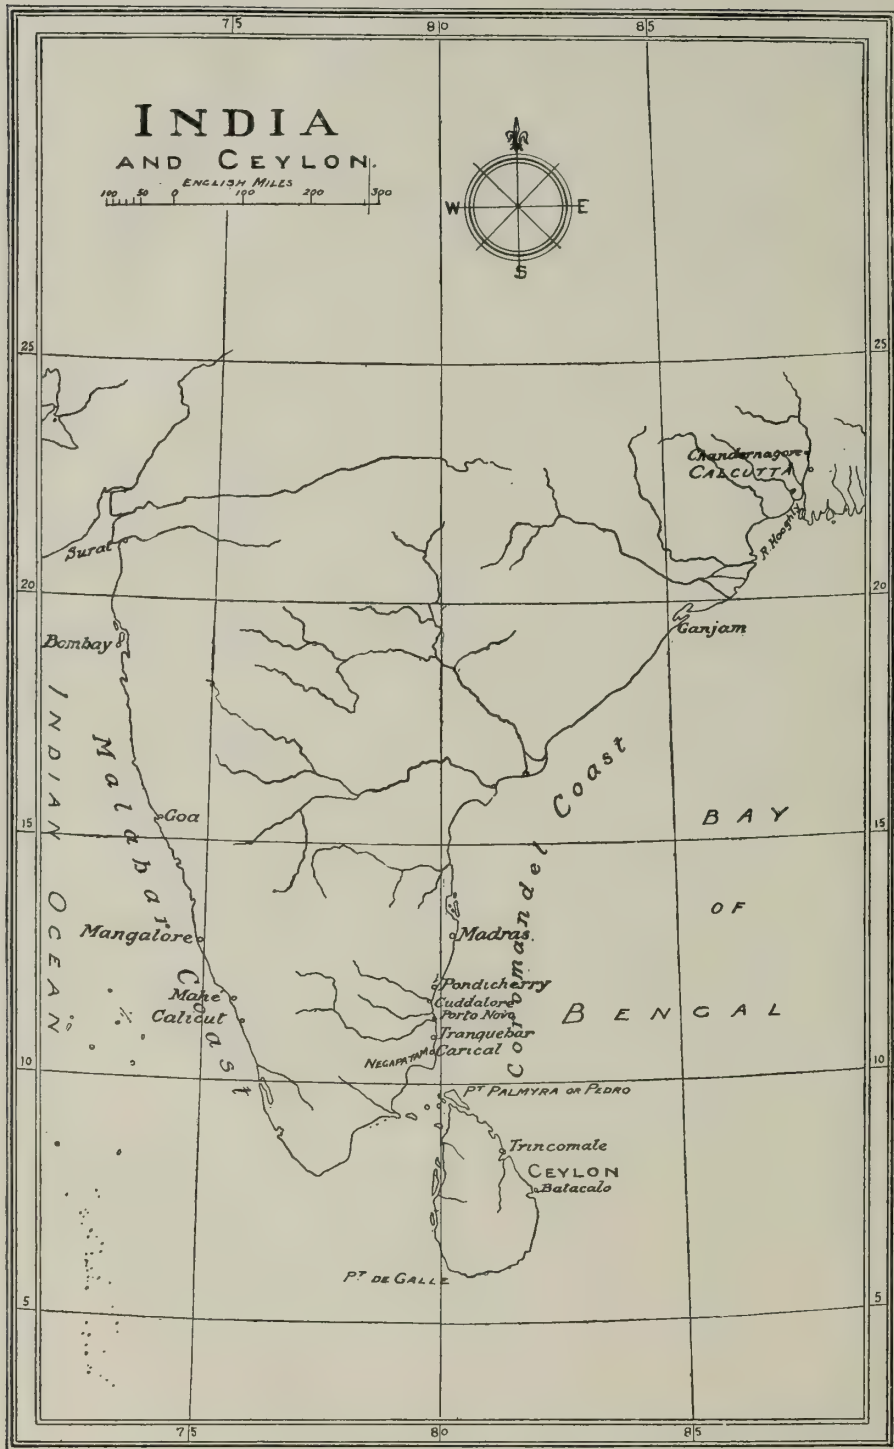 75 80 85
INDIA
AND CEYLON.
ENGLISH MILES
100 50 0 100 200 300
W E
S
25 25
Chandernagore
CALCUTTA
R. Hooghly
Surat
20 20
Ganjam
Bombay
INDIAN OCEAN
Malabar Coast
Coromandel Coast
Goa
BAY
OF
BENGAL
15 15
Mangalore
Madras.
Mahé
Calicut
Pondicherry
Cuddalore
Porto Novo
Tranquebar
NEGAPATAM
Carical
10 10
PT PALMYRA OR PEDRO
Trincomale
CEYLON
Batacalo
PT DE GALLE
5 5
75 80 85